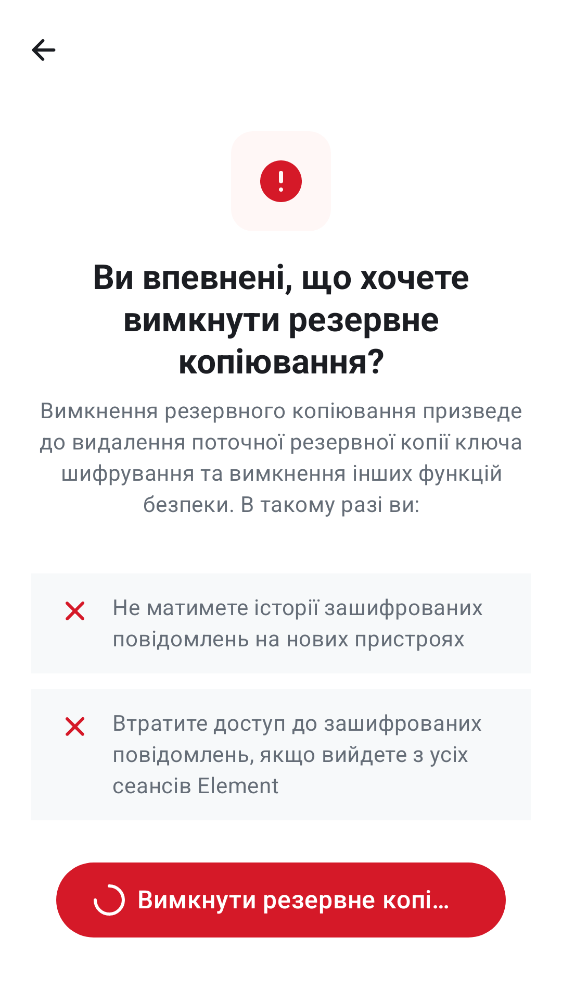 Ви впевнені, що хочете
вимкнути резервне
копіювання?
Вимкнення резервного копіювання призведе
до видалення поточної резервної копії ключа
шифрування та вимкнення інших функцій
безпеки. В такому разі ви:
Не матимете історії зашифрованих
повідомлень на нових пристроях
Втратите доступ до зашифрованих
повідомлень, якщо вийдете з усіх
сеансів Element
Вимкнути резервне копі…